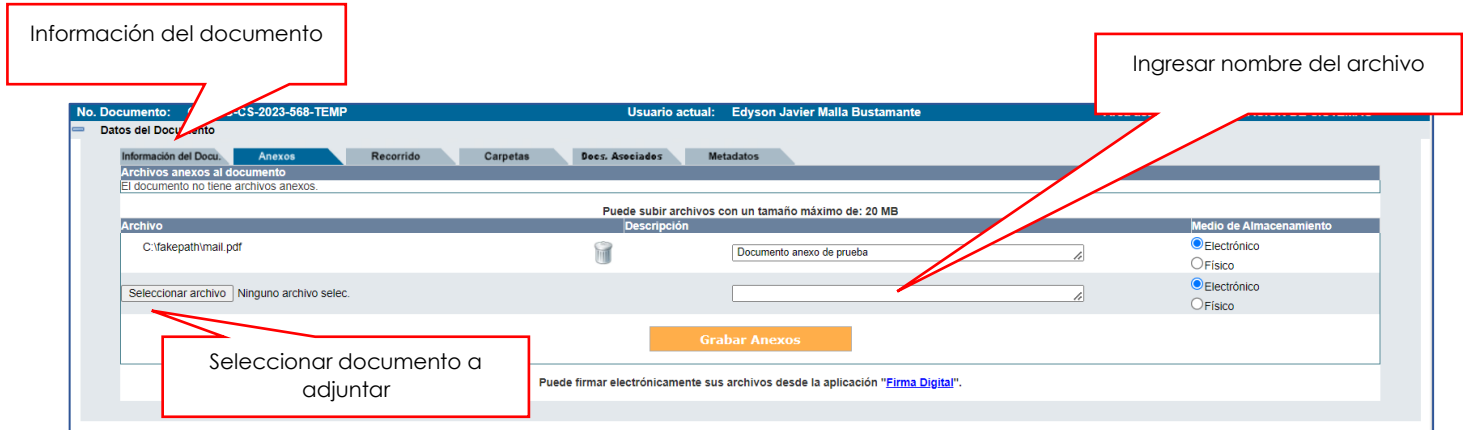 Información del documento
Ingresar nombre del archivo
No. Documento: CS-2023-568-TEMP Usuario actual: Edyson Javier Malla Bustamante
Datos del Documento
Información del Docu. Anexos Recorrido Carpetas Docs. Asociados Metadatos
Archivos anexos al documento
El documento no tiene archivos anexos.
Puede subir archivos con un tamaño máximo de: 20 MB
Archivo Descripción Medio de Almacenamiento
C:\fakepath\mail.pdf Documento anexo de prueba Electrónico
Físico
Seleccionar archivo Ninguno archivo selec. Electrónico
Físico
Grabar Anexos
Seleccionar documento a
adjuntar
Puede firmar electrónicamente sus archivos desde la aplicación "Firma Digital".